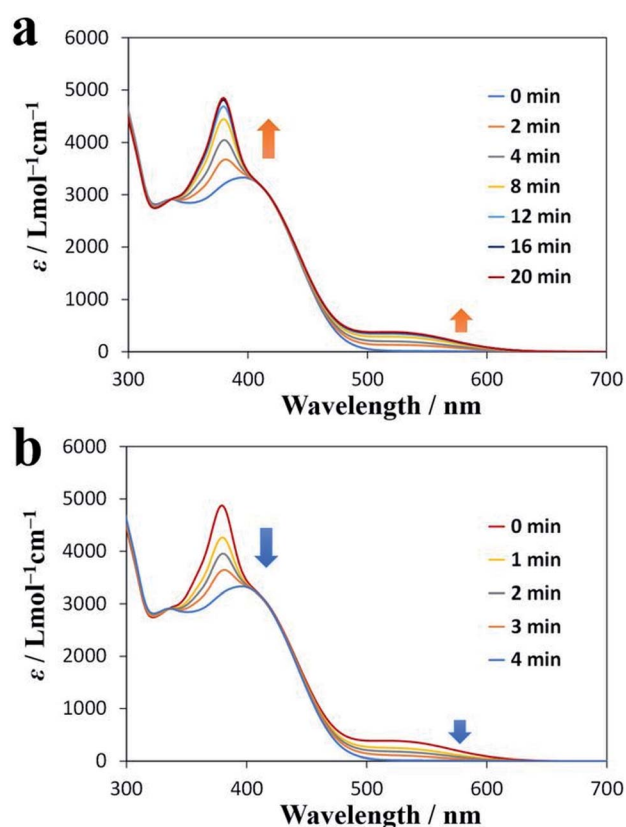 a
6000
5000
4000
3000
2000
1000
0
ε / Lmol⁻¹cm⁻¹
0 min
2 min
4 min
8 min
12 min
16 min
20 min
300 400 500 600 700
Wavelength / nm
b
6000
5000
4000
3000
2000
1000
0
ε / Lmol⁻¹cm⁻¹
0 min
1 min
2 min
3 min
4 min
300 400 500 600 700
Wavelength / nm